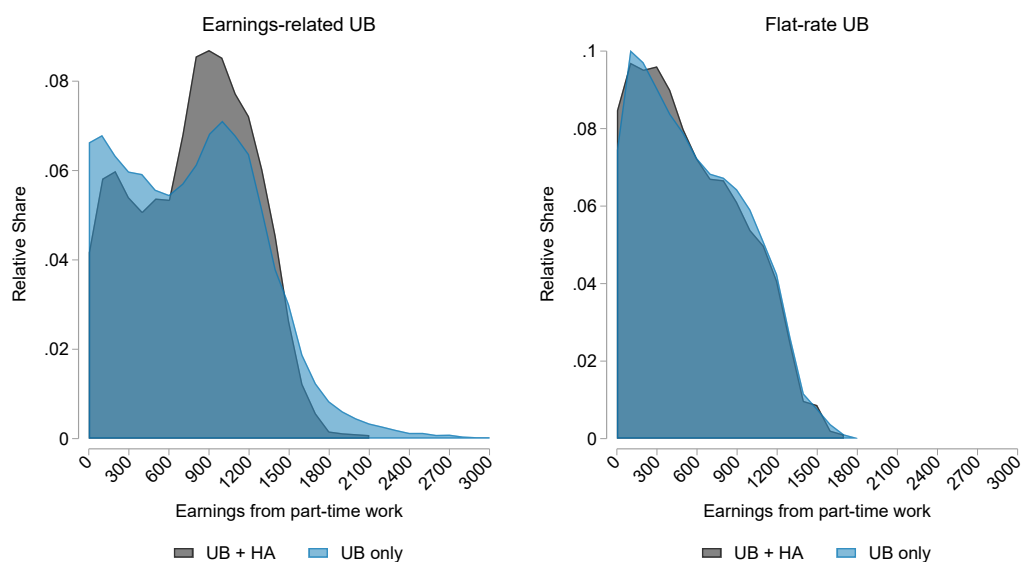 Earnings-related UB
Relative Share
.08
.06
.04
.02
0
0 300 600 900 1200 1500 1800 2100 2400 2700 3000
Earnings from part-time work
UB + HA UB only
Flat-rate UB
Relative Share
.1
.08
.06
.04
.02
0
0 300 600 900 1200 1500 1800 2100 2400 2700 3000
Earnings from part-time work
UB + HA UB only